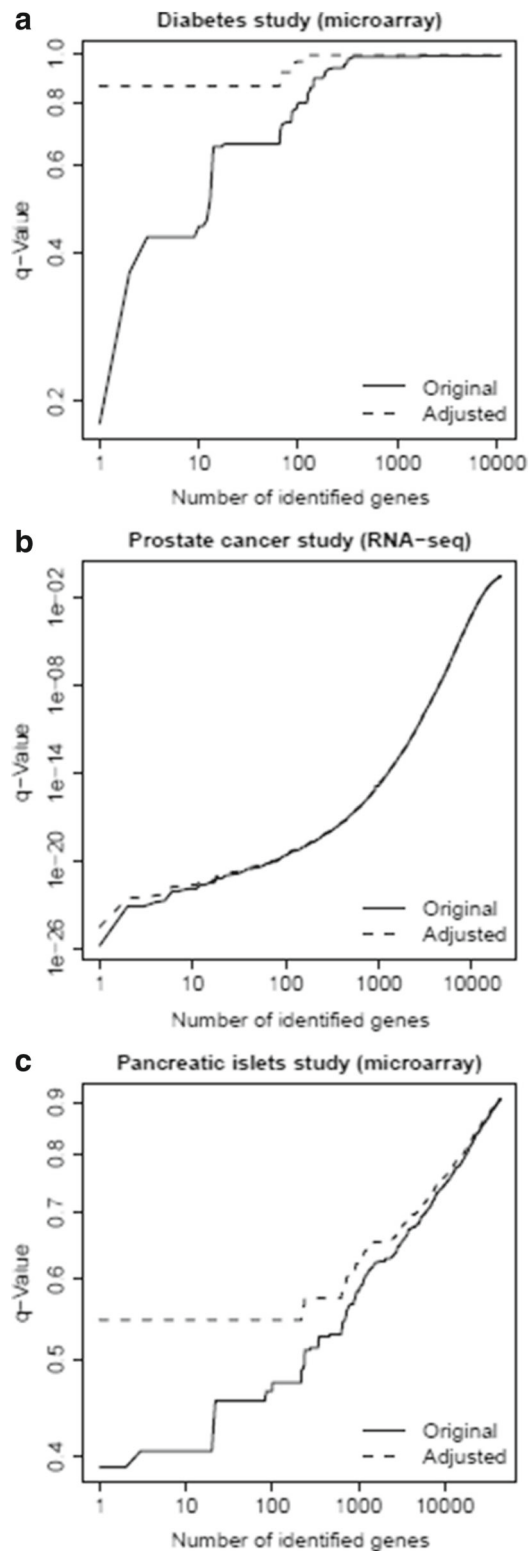 a Diabetes study (microarray)
1.0
0.8
0.6
0.4
0.2
q-Value
Original
Adjusted
1 10 100 1000 10000
Number of identified genes
b Prostate cancer study (RNA-seq)
1e-02
1e-08
1e-14
1e-20
1e-26
q-Value
Original
Adjusted
1 10 100 1000 10000
Number of identified genes
c Pancreatic islets study (microarray)
0.9
0.8
0.7
0.6
0.5
0.4
q-Value
Original
Adjusted
1 10 100 1000 10000
Number of identified genes